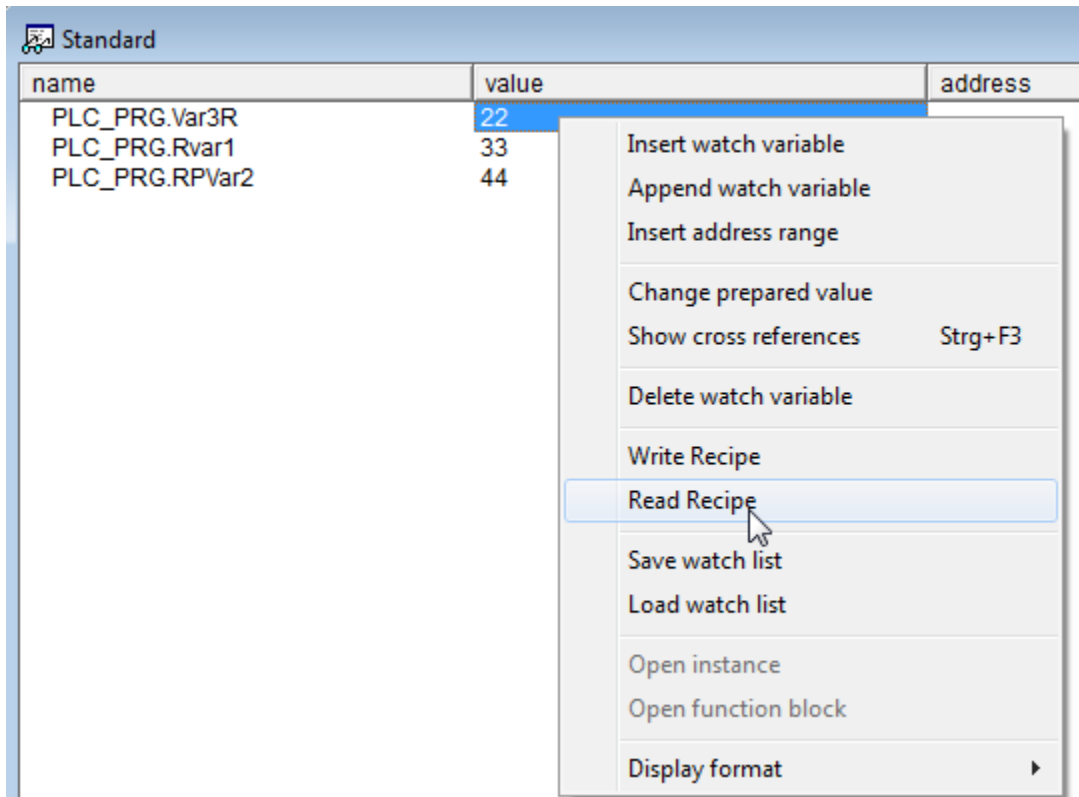 Standard
name value address
PLC_PRG.Var3R 22
PLC_PRG.Rvar1 33
PLC_PRG.RPVar2 44
Insert watch variable
Append watch variable
Insert address range
Change prepared value
Show cross references Strg+F3
Delete watch variable
Write Recipe
Read Recipe
Save watch list
Load watch list
Open instance
Open function block
Display format